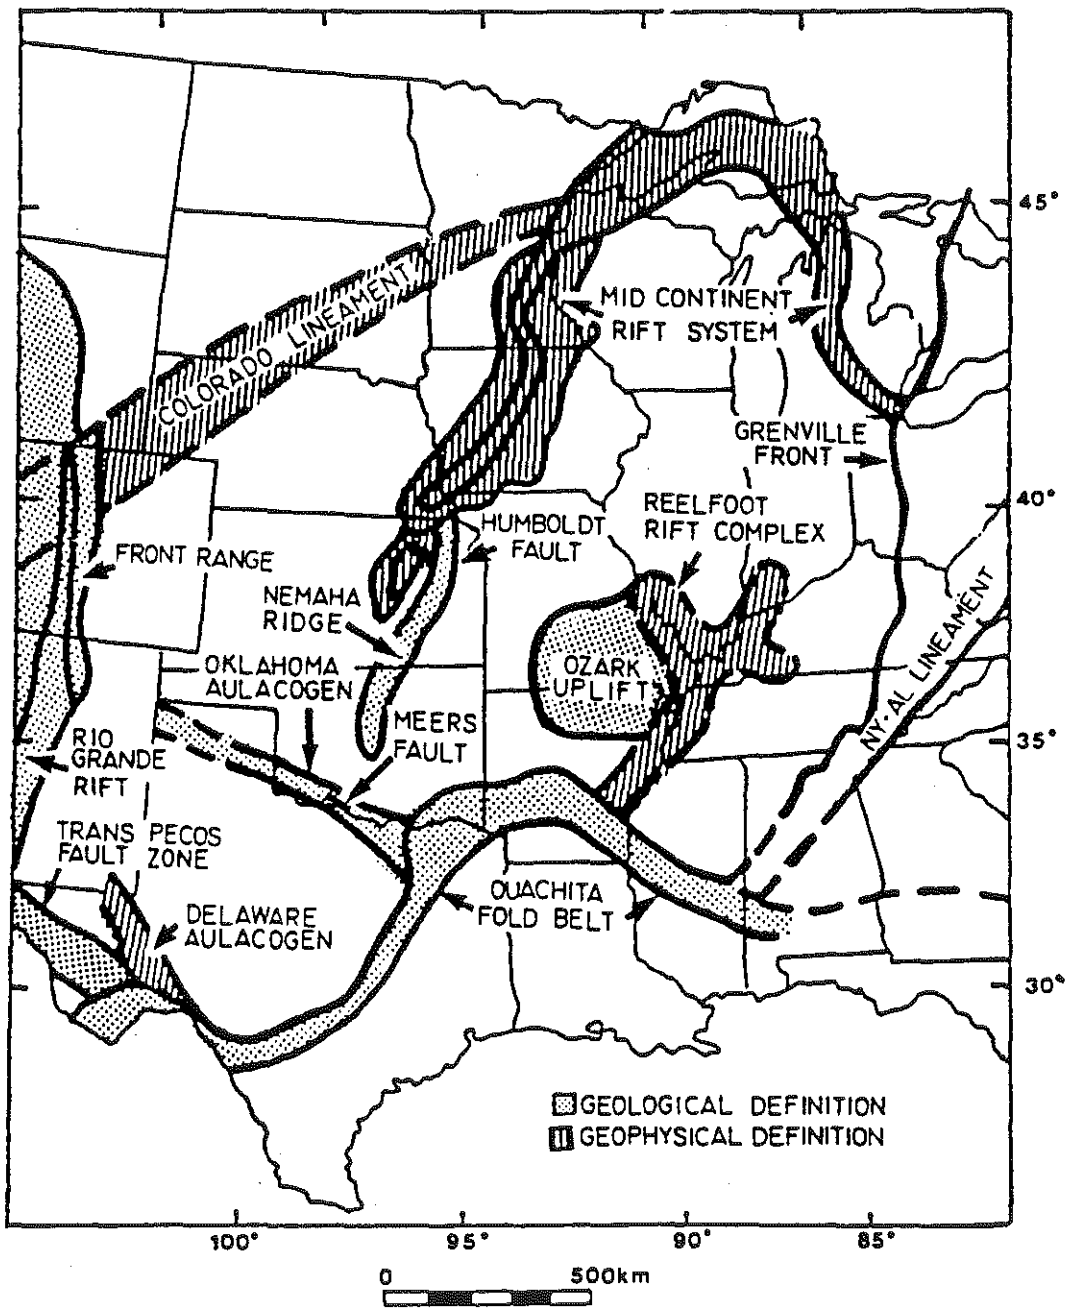 45°
COLORADO LINEAMENT
MID CONTINENT
RIFT SYSTEM
GRENVILLE
FRONT
40°
REELFOOT
RIFT COMPLEX
HUMBOLDT
FAULT
FRONT RANGE
NEMAHA
RIDGE
OKLAHOMA
AULACOGEN
OZARK
UPLIFT
NY-AL LINEAMENT
MEERS
FAULT
35°
RIO
GRANDE
RIFT
TRANS PECOS
FAULT ZONE
OUACHITA
FOLD BELT
DELAWARE
AULACOGEN
30°
GEOLOGICAL DEFINITION
GEOPHYSICAL DEFINITION
100°
95°
90°
85°
0
500km